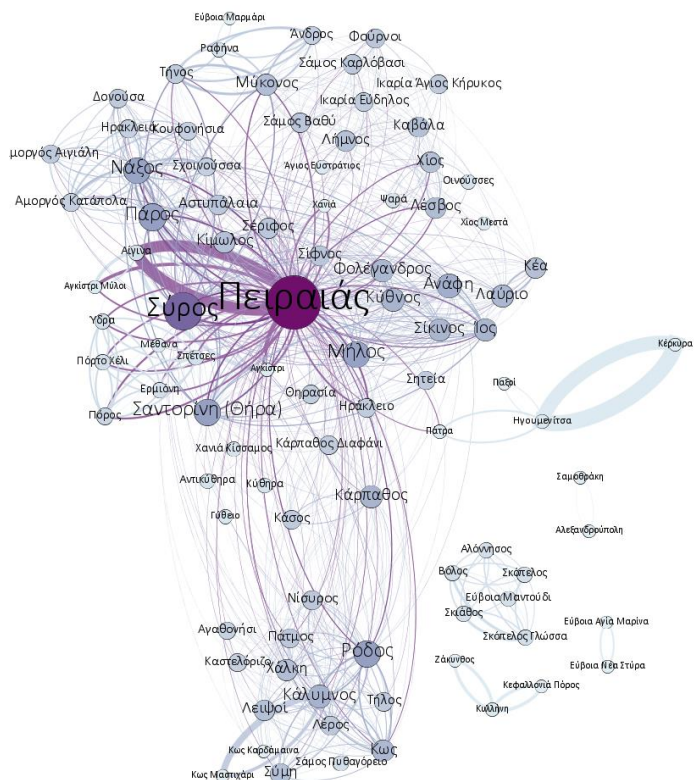 Εύβοια Μαρμάρι
Άνδρος
Φούρνοι
Ραφήνα
Σάμος Καρλόβασι
Τήνος
Μύκονος
Ικαρία Άγιος Κήρυκος
Δονούσα
Ικαρία Εύδηλος
Ηρακλειά
Κουφονήσια
Σάμος Βαθύ
Καβάλα
Λήμνος
μοργός Αιγιάλη
Νάξος
Σχοινούσσα
Άγιος Ευστράτιος
Χίος
Οινούσσες
Αμοργός Κατάπολα
Αστυπάλαια
Χανιά
Ψαρά
Λέσβος
Πάρος
Σέριφος
Χίος Μεστά
Κίμωλος
Αίγινα
Σίφνος
Φολέγανδρος
Κέα
Αγκίστρι Μύλοι
Πειραιάς
Ανάφη
Σύρος
Κύθνος
Λαύριο
Ύδρα
Σίκινος
Ίος
Μέθανα
Κέρκυρα
Πόρτο Χέλι
Σπέτσες
Μήλος
Αγκίστρι
Σητεία
Παξοί
Ερμιόνη
Θηρασία
Πόρος
Σαντορίνη (Θήρα)
Ηράκλειο
Ηγουμενίτσα
Πάτρα
Χανιά Κίσσαμος
Κάρπαθος Διαφάνι
Αντικύθηρα
Κύθηρα
Σαμοθράκη
Κάρπαθος
Γύθειο
Κάσος
Αλεξανδρούπολη
Αλόννησος
Βόλος
Σκόπελος
Νίσυρος
Εύβοια Μαντούδι
Σκιάθος
Αγαθονήσι
Πάτμος
Εύβοια Αγία Μαρίνα
Σκόπελος Γλώσσα
Ρόδος
Καστελόριζο
Χάλκη
Ζάκυνθος
Εύβοια Νέα Στύρα
Κάλυμνος
Τήλος
Κεφαλλονιά Πόρος
Λειψοί
Λέρος
Κυλλήνη
Κως Καρδάμαινα
Κως
Σάμος Πυθαγόρειο
Κως Μαστιχάρι
Σύμη